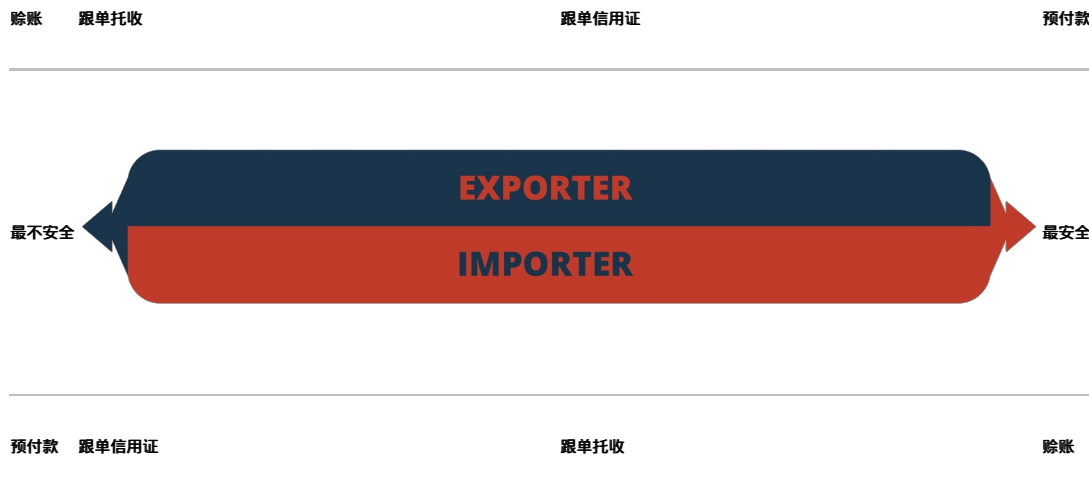 赊账 跟单托收 跟单信用证 预付款
EXPORTER
最不安全 最安全
IMPORTER
预付款 跟单信用证 跟单托收 赊账